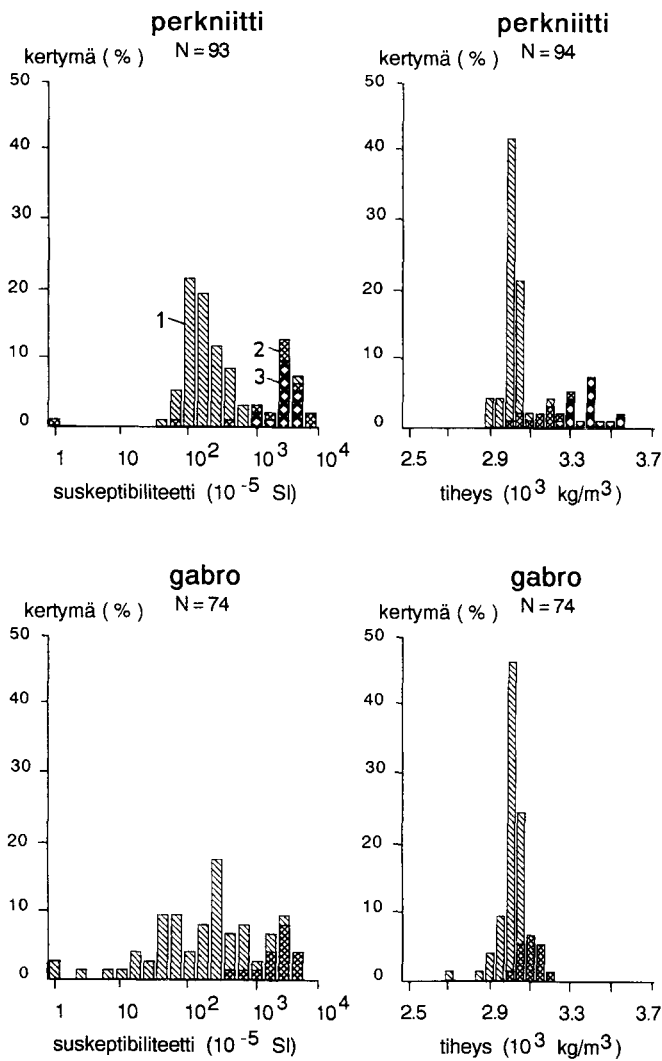 perkniitti
N = 93
kertymä ( % )
50
40
30
20
10
0
1
2
3
1 10 10² 10³ 10⁴
suskeptibiliteetti (10⁻⁵ SI)
perkniitti
N = 94
kertymä ( % )
50
40
30
20
10
0
2.5 2.9 3.3 3.7
tiheys (10³ kg/m³)
gabro
N = 74
kertymä ( % )
50
40
30
20
10
0
1 10 10² 10³ 10⁴
suskeptibiliteetti (10⁻⁵ SI)
gabro
N = 74
kertymä ( % )
50
40
30
20
10
0
2.5 2.9 3.3 3.7
tiheys (10³ kg/m³)